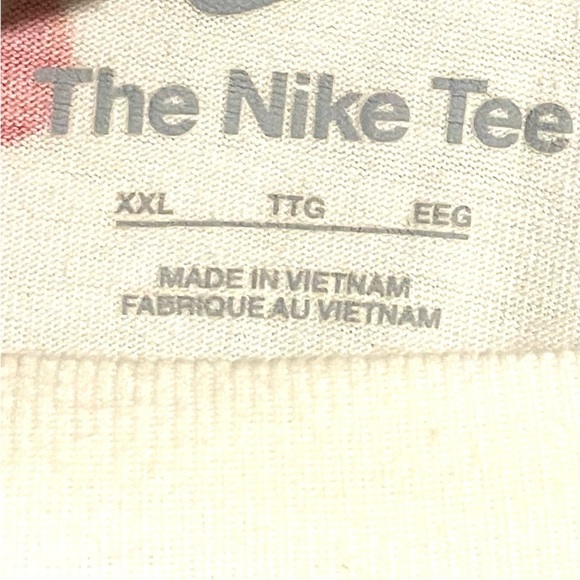 The Nike Tee
XXL TTG EEG
MADE IN VIETNAM
FABRIQUE AU VIETNAM